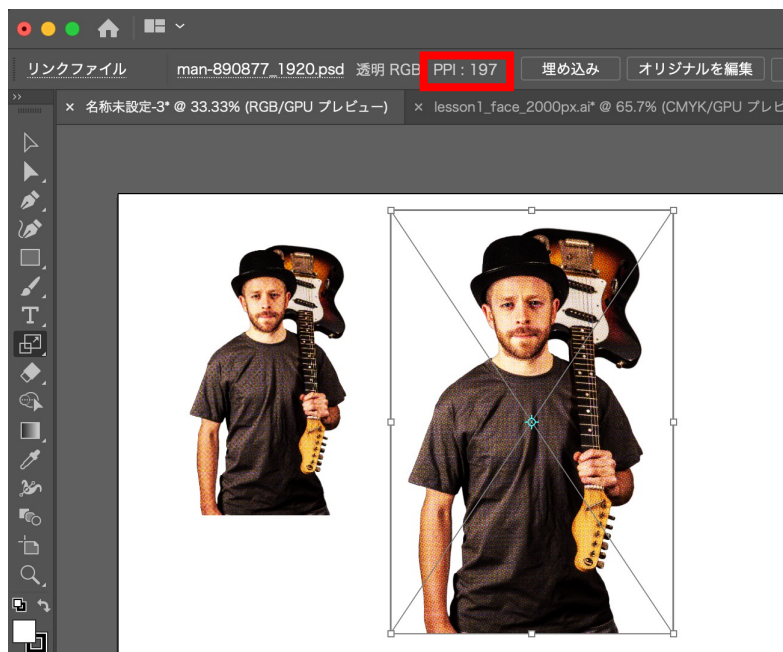 リンクファイル man-890877_1920.psd 透明 RGB PPI : 197 埋め込み オリジナルを編集
× 名称未設定-3* @ 33.33% (RGB/GPU プレビュー) × lesson1_face_2000px.ai* @ 65.7% (CMYK/GPU プレビ